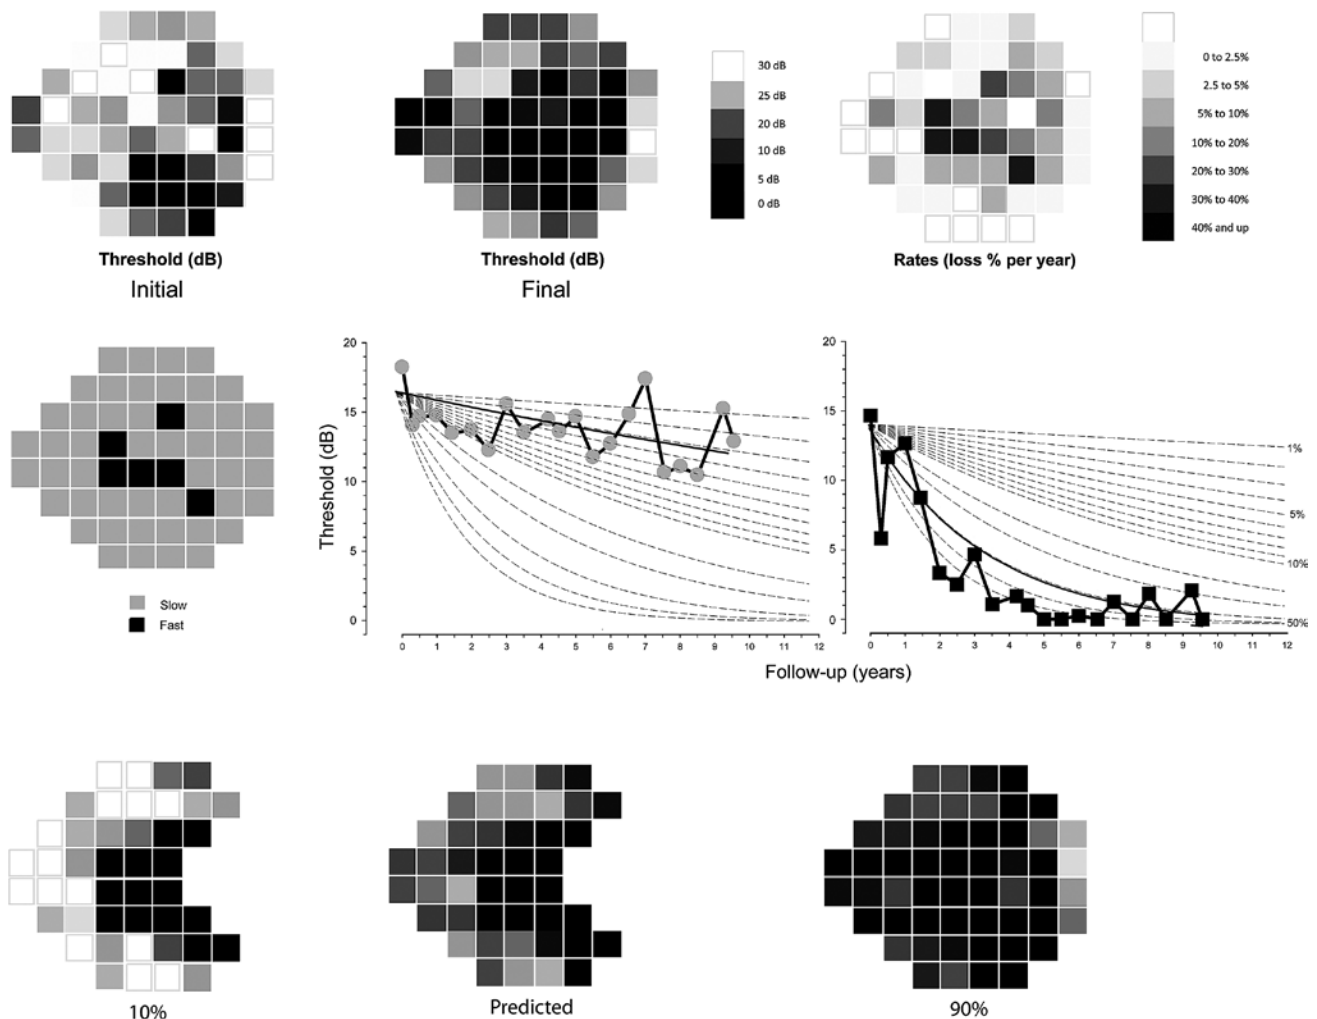 30 dB
25 dB
20 dB
10 dB
5 dB
0 dB
0 to 2.5%
2.5 to 5%
5% to 10%
10% to 20%
20% to 30%
30% to 40%
40% and up
Threshold (dB)
Initial
Threshold (dB)
Final
Rates (loss % per year)
Slow
Fast
Threshold (dB)
20
15
10
5
0
0 1 2 3 4 5 6 7 8 9 10 11 12
20
15
10
5
0
0 1 2 3 4 5 6 7 8 9 10 11 12
1%
5%
10%
50%
Follow-up (years)
10%
Predicted
90%